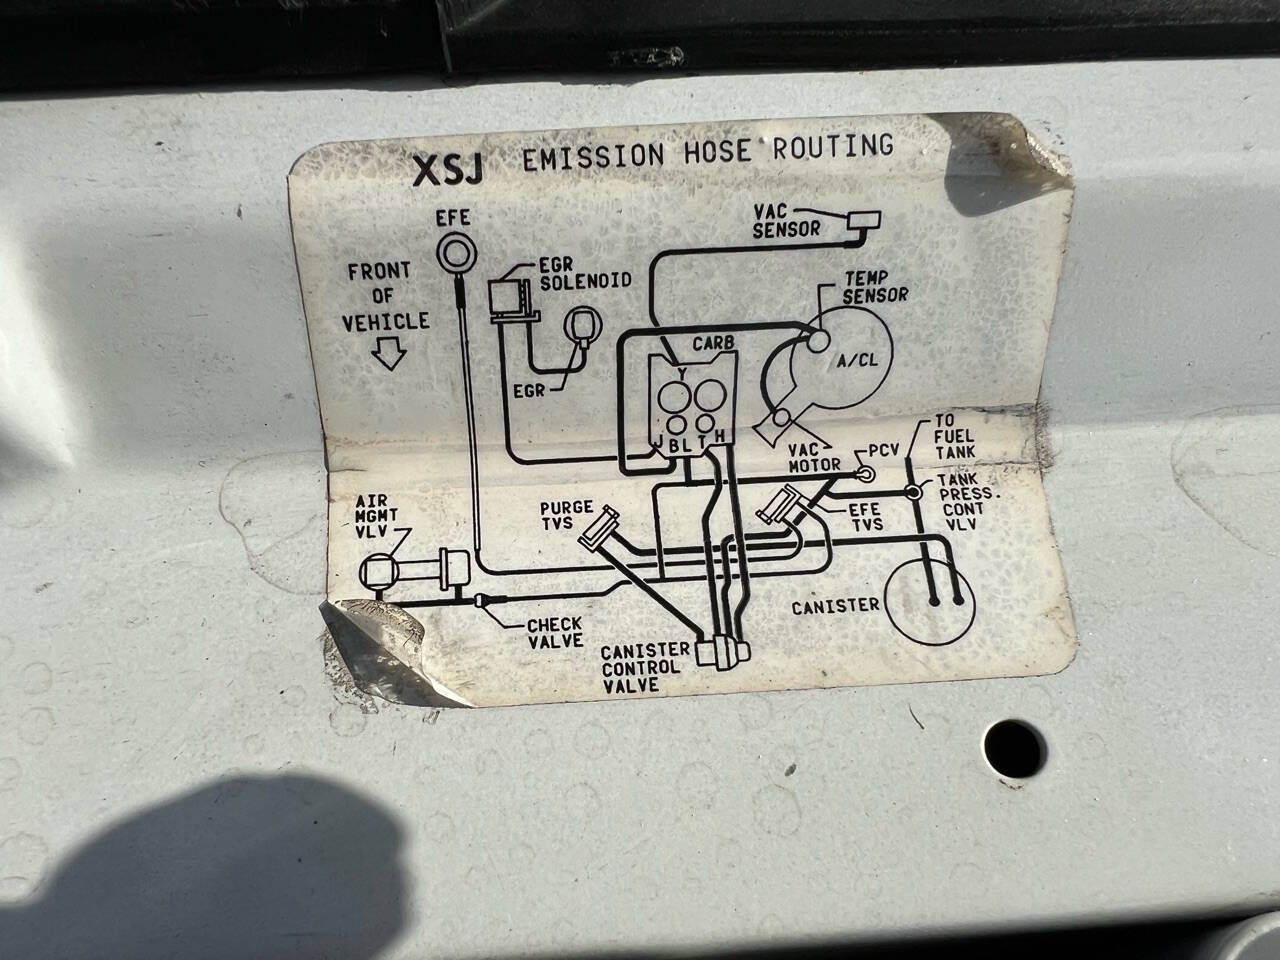 XSJ EMISSION HOSE ROUTING
EFE
VAC
SENSOR
FRONT
OF
VEHICLE
EGR
SOLENOID
TEMP
SENSOR
CARB
A/CL
Y
EGR
J B L T H
VAC
MOTOR
PCV
TO
FUEL
TANK
AIR
MGMT
VLV
PURGE
TVS
EFE
TVS
TANK
PRESS.
CONT
VLV
CANISTER
CHECK
VALVE
CANISTER
CONTROL
VALVE